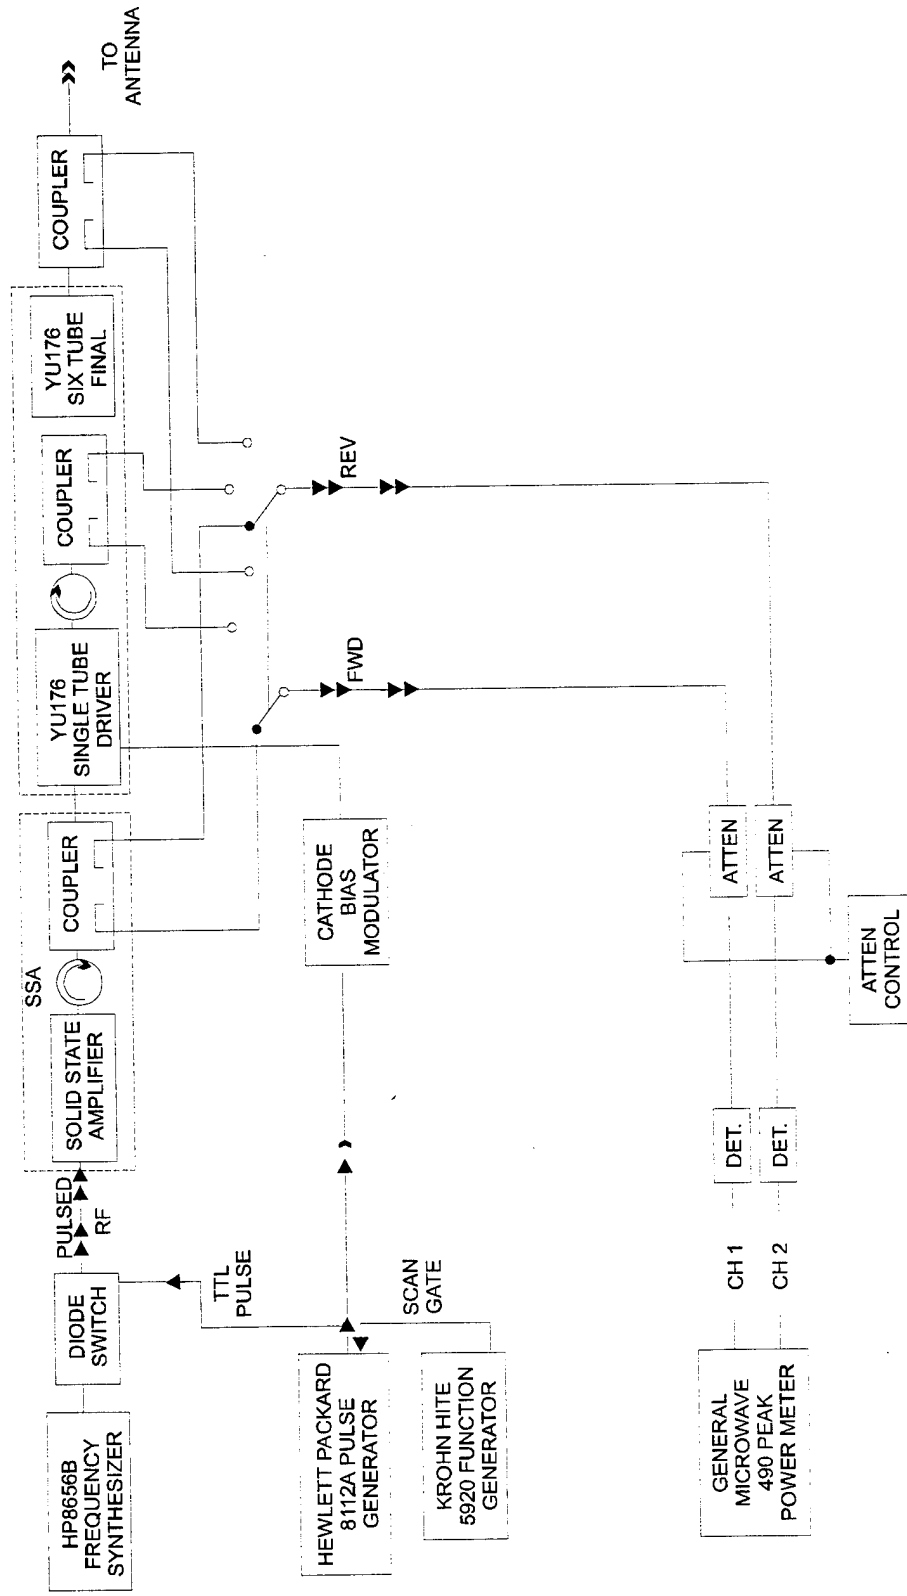 HP8656B
FREQUENCY
SYNTHESIZER
DIODE
SWITCH
PULSED
RF
SSA
SOLID STATE
AMPLIFIER
COUPLER
YU176
SINGLE TUBE
DRIVER
COUPLER
YU176
SIX TUBE
FINAL
COUPLER
TO
ANTENNA
TTL
PULSE
HEWLETT PACKARD
8112A PULSE
GENERATOR
SCAN
GATE
KROHN HITE
5920 FUNCTION
GENERATOR
CATHODE
BIAS
MODULATOR
FWD
REV
GENERAL
MICROWAVE
490 PEAK
POWER METER
CH 1
CH 2
DET.
DET.
ATTEN
ATTEN
ATTEN
CONTROL